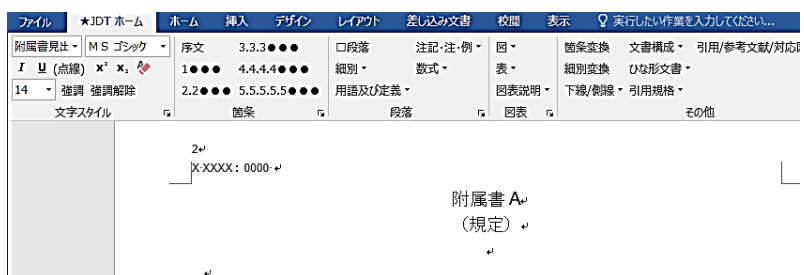 ファイル ★JDT ホーム ホーム 挿入 デザイン レイアウト 差し込み文書 校閲 表示 実行したい作業を入力してください...
附属書見出 MS ゴシック 序文 3.3.3●●● 口段落 注記・注・例 図 箇条変換 文書構成 引用/参考文献/対応
I U (点線) x² x₂ 1●●● 4.4.4.4●●● 細別 数式 表 細別変換 ひな形文書
14 強調 強調解除 2.2●●● 5.5.5.5.5●●● 用語及び定義 図表説明 下線/側線 引用規格
文字スタイル 箇条 段落 図表 その他
2↵
X·XXXX: 0000·↵
附属書 A↵
(規定) ↵
↵
↵